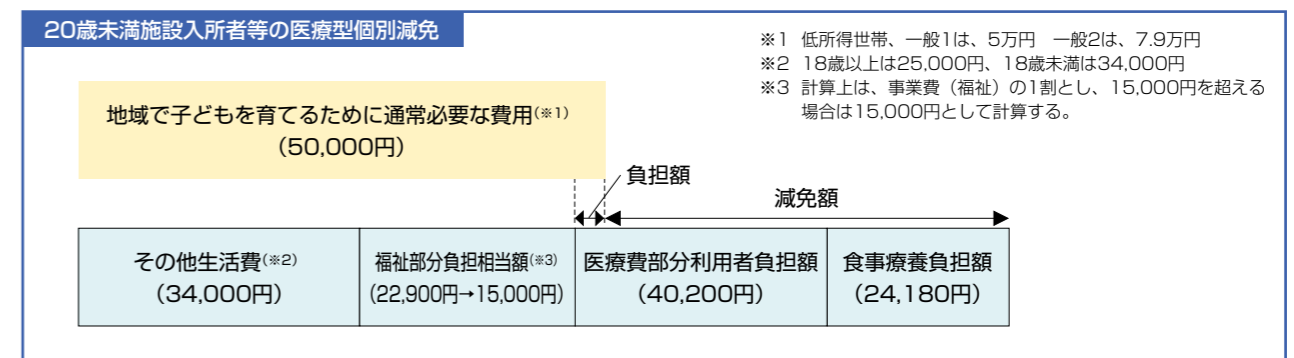 20歳未満施設入所者等の医療型個別減免
※1 低所得世帯、一般1は、5万円 一般2は、7.9万円
※2 18歳以上は25,000円、18歳未満は34,000円
※3 計算上は、事業費（福祉）の1割とし、15,000円を超える
場合は15,000円として計算する。
地域で子どもを育てるために通常必要な費用(※1)
（50,000円）
負担額
減免額
その他生活費(※2)
（34,000円）
福祉部分負担相当額(※3)
（22,900円→15,000円）
医療費部分利用者負担額
（40,200円）
食事療養負担額
（24,180円）